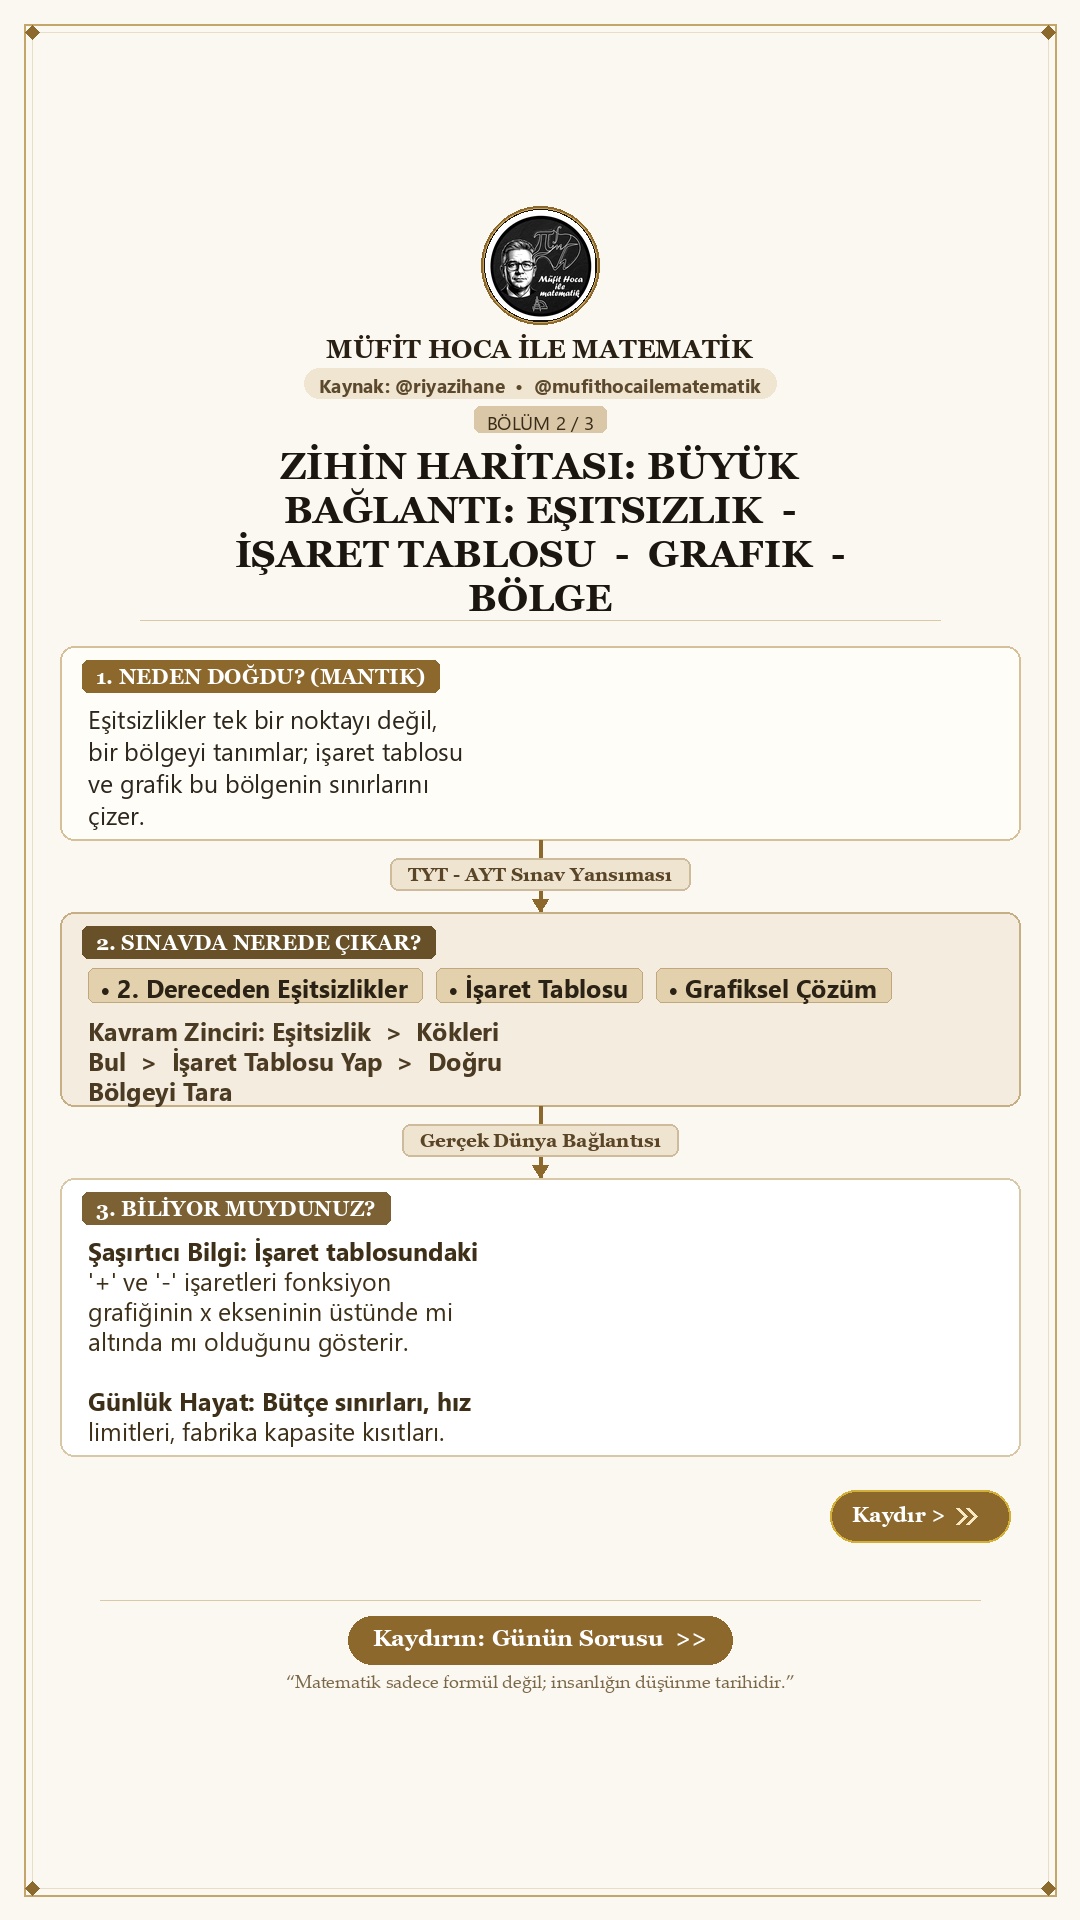 Müfit Hoca
ile
matematik
MÜFİT HOCA İLE MATEMATİK
Kaynak: @riyazihane • @mufithocailematematik
BÖLÜM 2 / 3
ZİHİN HARİTASI: BÜYÜK
BAĞLANTI: EŞITSIZLIK -
İŞARET TABLOSU - GRAFIK -
BÖLGE
1. NEDEN DOĞDU? (MANTIK)
Eşitsizlikler tek bir noktayı değil,
bir bölgeyi tanımlar; işaret tablosu
ve grafik bu bölgenin sınırlarını
çizer.
TYT - AYT Sınav Yansıması
2. SINAVDA NEREDE ÇIKAR?
• 2. Dereceden Eşitsizlikler • İşaret Tablosu • Grafiksel Çözüm
Kavram Zinciri: Eşitsizlik > Kökleri
Bul > İşaret Tablosu Yap > Doğru
Bölgeyi Tara
Gerçek Dünya Bağlantısı
3. BİLİYOR MUYDUNUZ?
Şaşırtıcı Bilgi: İşaret tablosundaki
'+' ve '-' işaretleri fonksiyon
grafiğinin x ekseninin üstünde mi
altında mı olduğunu gösterir.
Günlük Hayat: Bütçe sınırları, hız
limitleri, fabrika kapasite kısıtları.
Kaydır > »
Kaydırın: Günün Sorusu >>
“Matematik sadece formül değil; insanlığın düşünme tarihidir.”